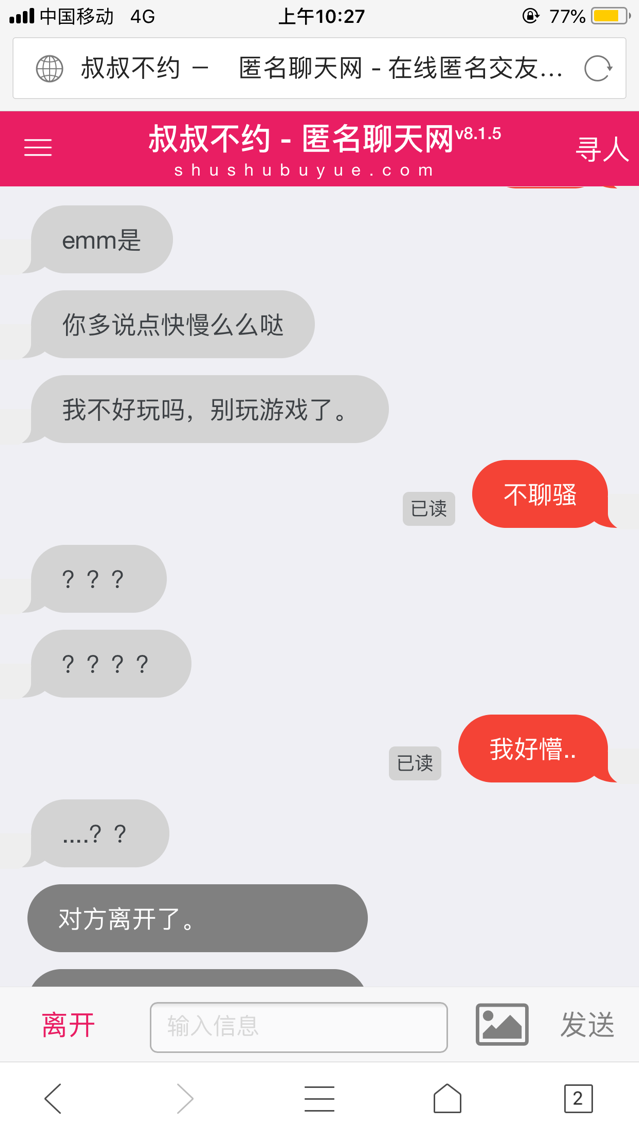 中国移动 4G 上午10:27 77%
叔叔不约 — 匿名聊天网 - 在线匿名交友...
叔叔不约 - 匿名聊天网v8.1.5 寻人
shushubuyue.com
emm是
你多说点快慢么么哒
我不好玩吗，别玩游戏了。
已读 不聊骚
？？？
？？？？
已读 我好懵..
....？？
对方离开了。
离开 输入信息 发送
2